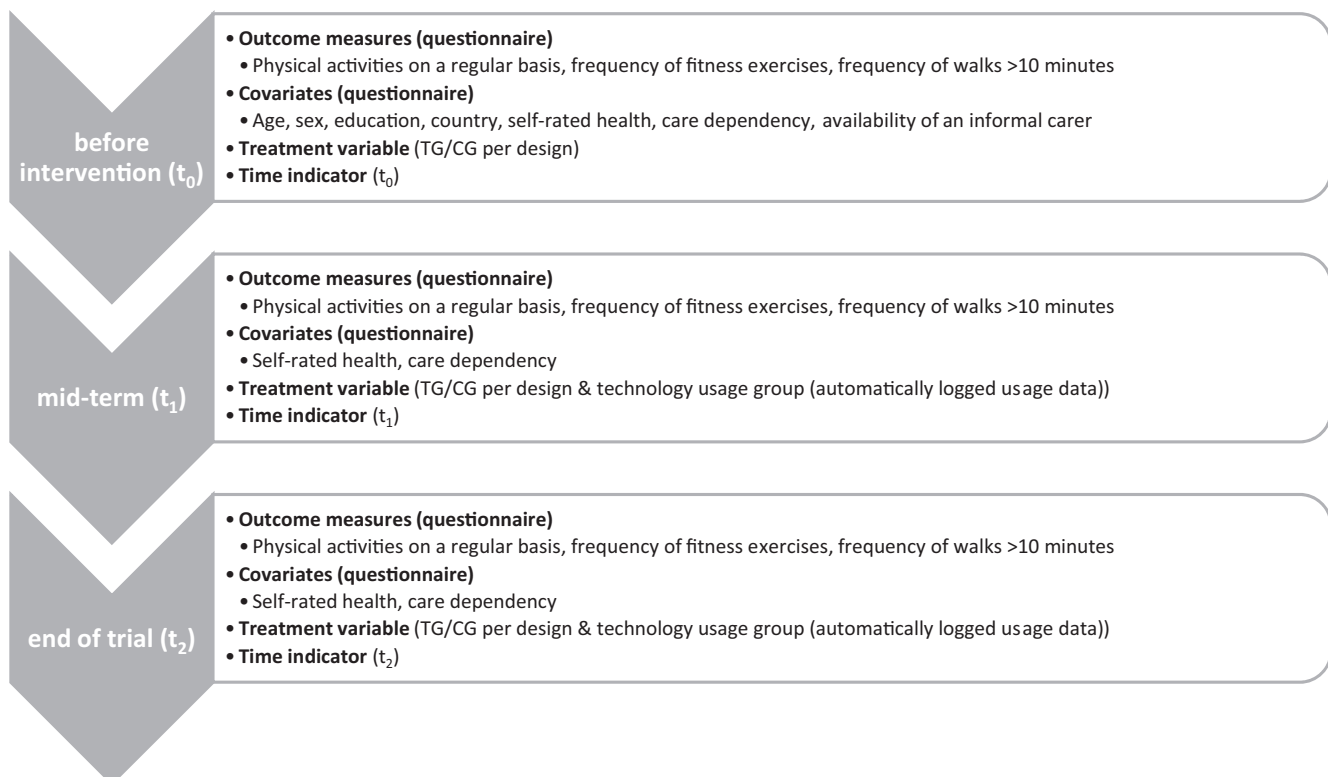 before
intervention (t₀)
• Outcome measures (questionnaire)
• Physical activities on a regular basis, frequency of fitness exercises, frequency of walks >10 minutes
• Covariates (questionnaire)
• Age, sex, education, country, self-rated health, care dependency, availability of an informal carer
• Treatment variable (TG/CG per design)
• Time indicator (t₀)
mid-term (t₁)
• Outcome measures (questionnaire)
• Physical activities on a regular basis, frequency of fitness exercises, frequency of walks >10 minutes
• Covariates (questionnaire)
• Self-rated health, care dependency
• Treatment variable (TG/CG per design & technology usage group (automatically logged usage data))
• Time indicator (t₁)
end of trial (t₂)
• Outcome measures (questionnaire)
• Physical activities on a regular basis, frequency of fitness exercises, frequency of walks >10 minutes
• Covariates (questionnaire)
• Self-rated health, care dependency
• Treatment variable (TG/CG per design & technology usage group (automatically logged usage data))
• Time indicator (t₂)